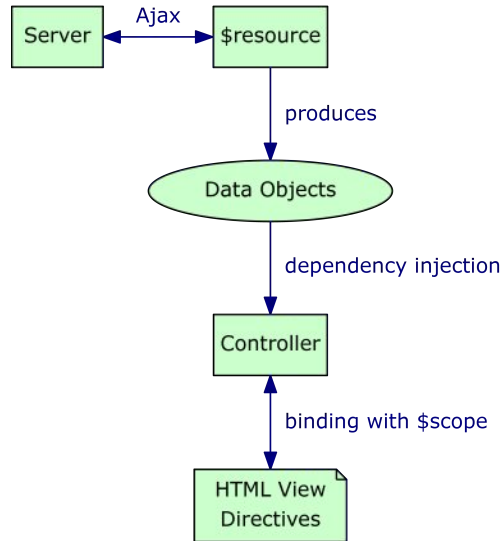 Ajax
Server
$resource
produces
Data Objects
dependency injection
Controller
binding with $scope
HTML View
Directives